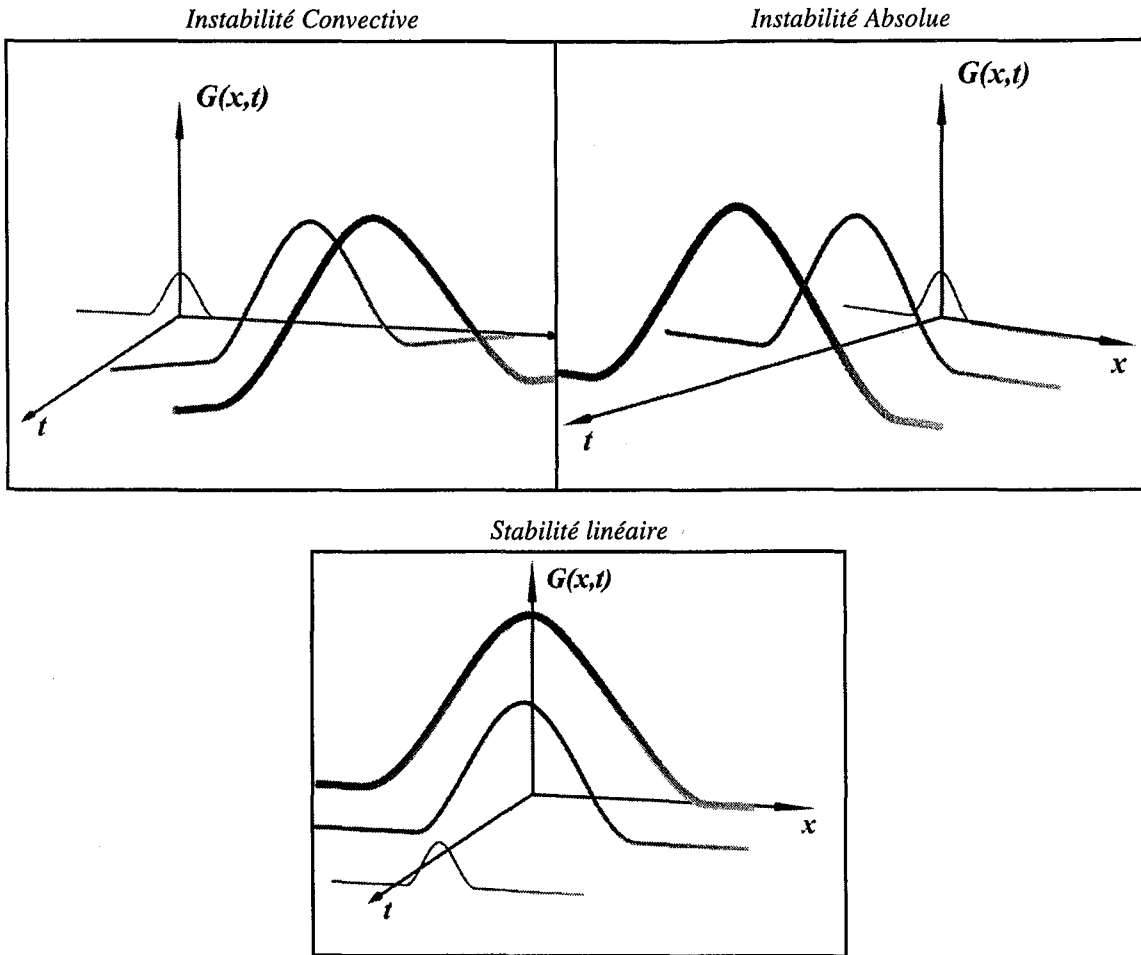 Instabilité Convective
Instabilité Absolue
G(x,t)
t
G(x,t)
x
t
Stabilité linéaire
G(x,t)
x
t